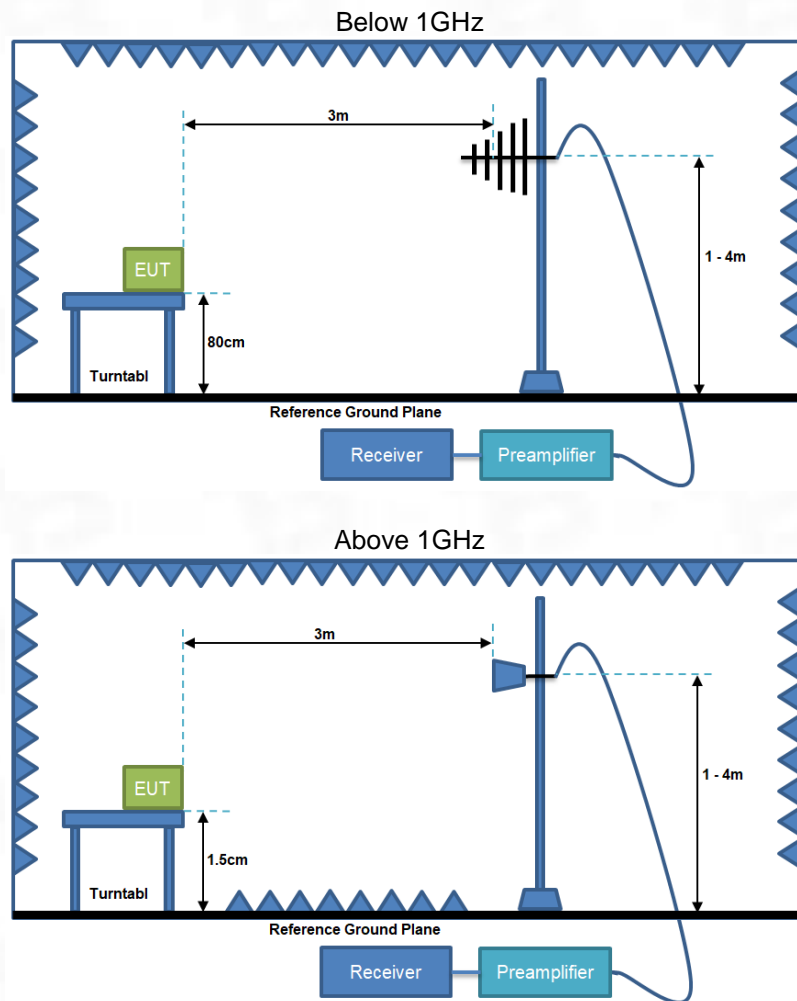 Below 1GHz
3m
EUT
1 - 4m
80cm
Turntabl
Reference Ground Plane
Receiver
Preamplifier
Above 1GHz
3m
EUT
1 - 4m
1.5cm
Turntabl
Reference Ground Plane
Receiver
Preamplifier